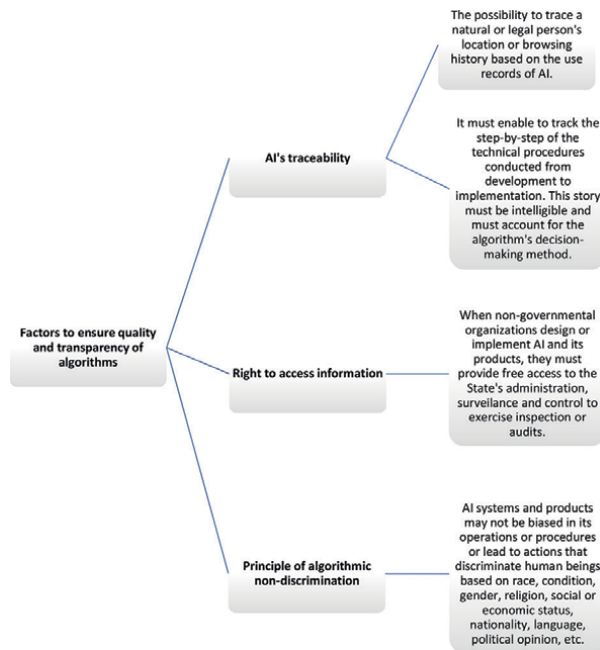 The possibility to trace a
natural or legal person's
location or browsing
history based on the use
records of AI.
AI's traceability
It must enable to track the
step-by-step of the
technical procedures
conducted from
development to
implementation. This story
must be intelligible and
must account for the
algorithm's decision-
making method.
Factors to ensure quality
and transparency of
algorithms
Right to access information
When non-governmental
organizations design or
implement AI and its
products, they must
provide free access to the
State's administration,
surveilance and control to
exercise inspection or
audits.
Principle of algorithmic
non-discrimination
AI systems and products
may not be biased in its
operations or procedures
or lead to actions that
discriminate human beings
based on race, condition,
gender, religion, social or
economic status,
nationality, language,
political opinion, etc.